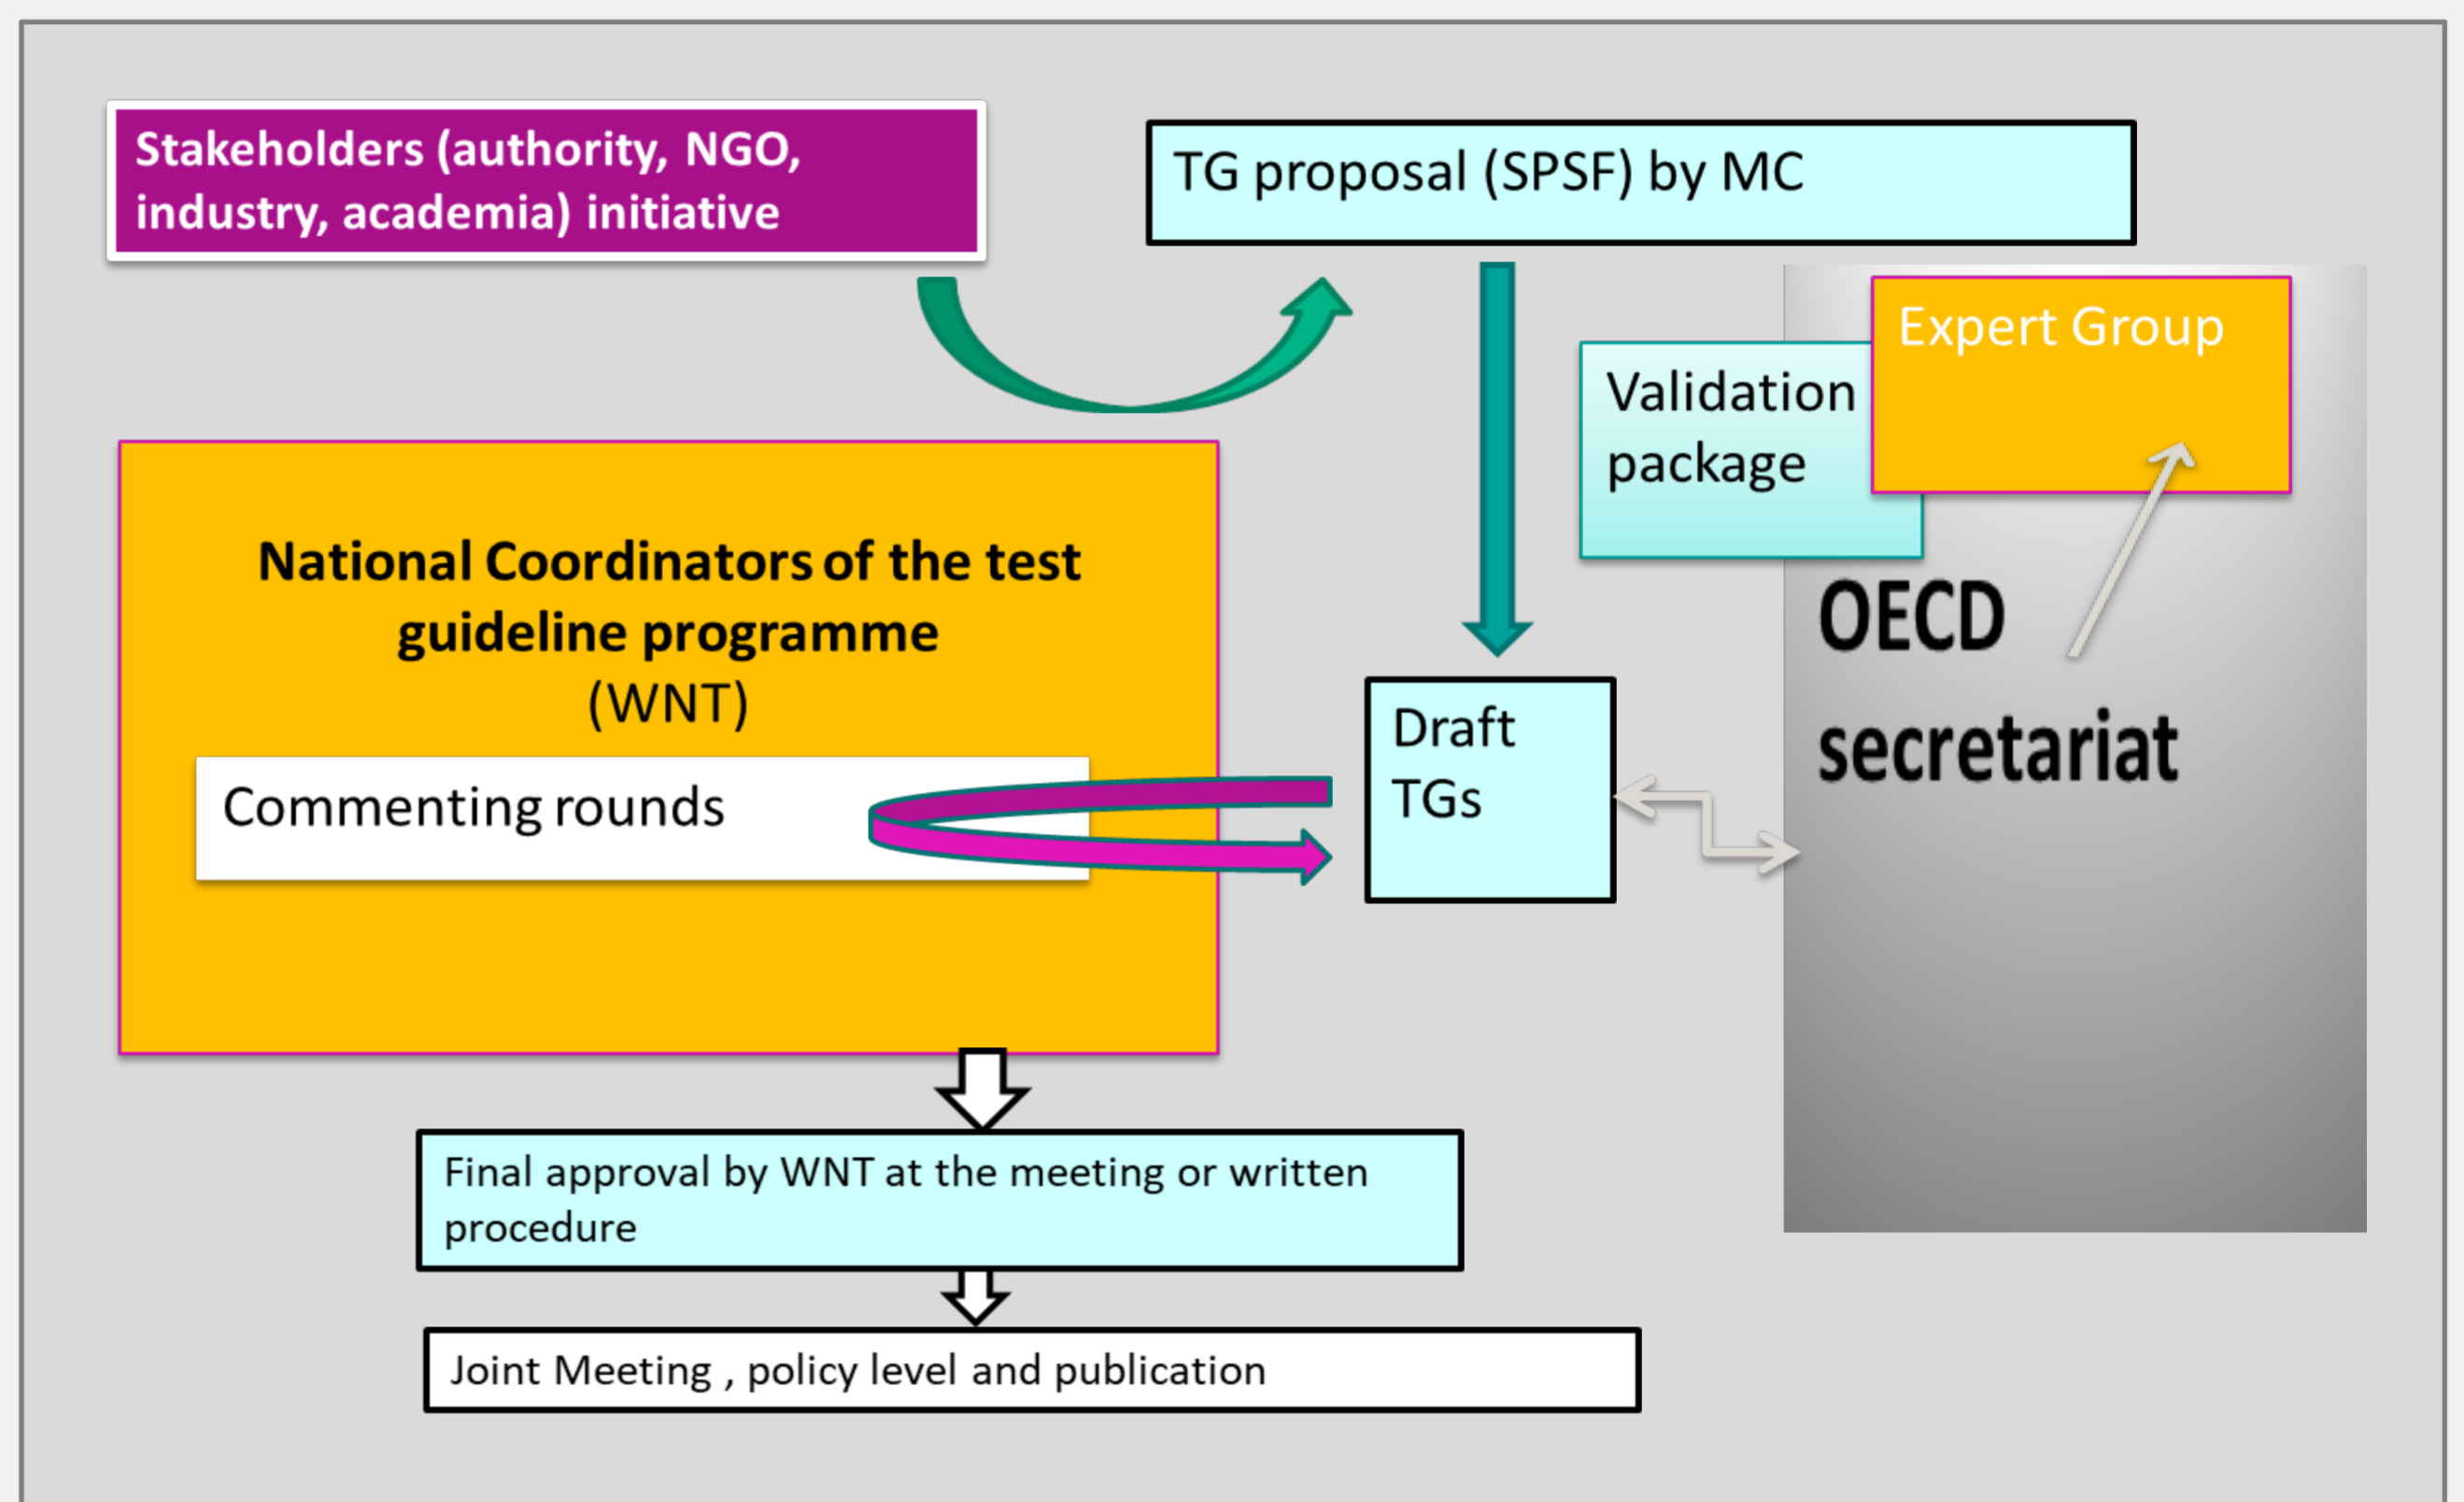 Stakeholders (authority, NGO,
industry, academia) initiative
TG proposal (SPSF) by MC
Expert Group
Validation
package
National Coordinators of the test
guideline programme
(WNT)
OECD
secretariat
Commenting rounds
Draft
TGs
Final approval by WNT at the meeting or written
procedure
Joint Meeting , policy level and publication